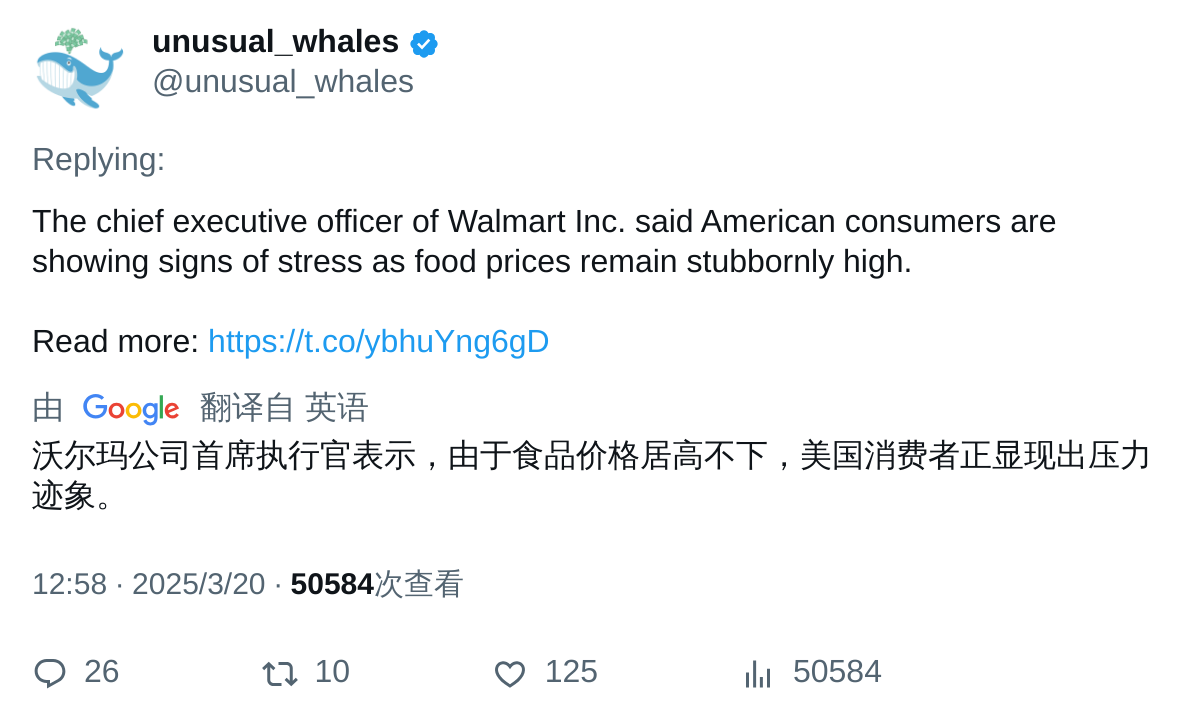 unusual_whales
@unusual_whales
Replying:
The chief executive officer of Walmart Inc. said American consumers are
showing signs of stress as food prices remain stubbornly high.
Read more: https://t.co/ybhuYng6gD
由 Google 翻译自 英语
沃尔玛公司首席执行官表示，由于食品价格居高不下，美国消费者正显现出压力
迹象。
12:58 · 2025/3/20 · 50584次查看
26 10 125 50584